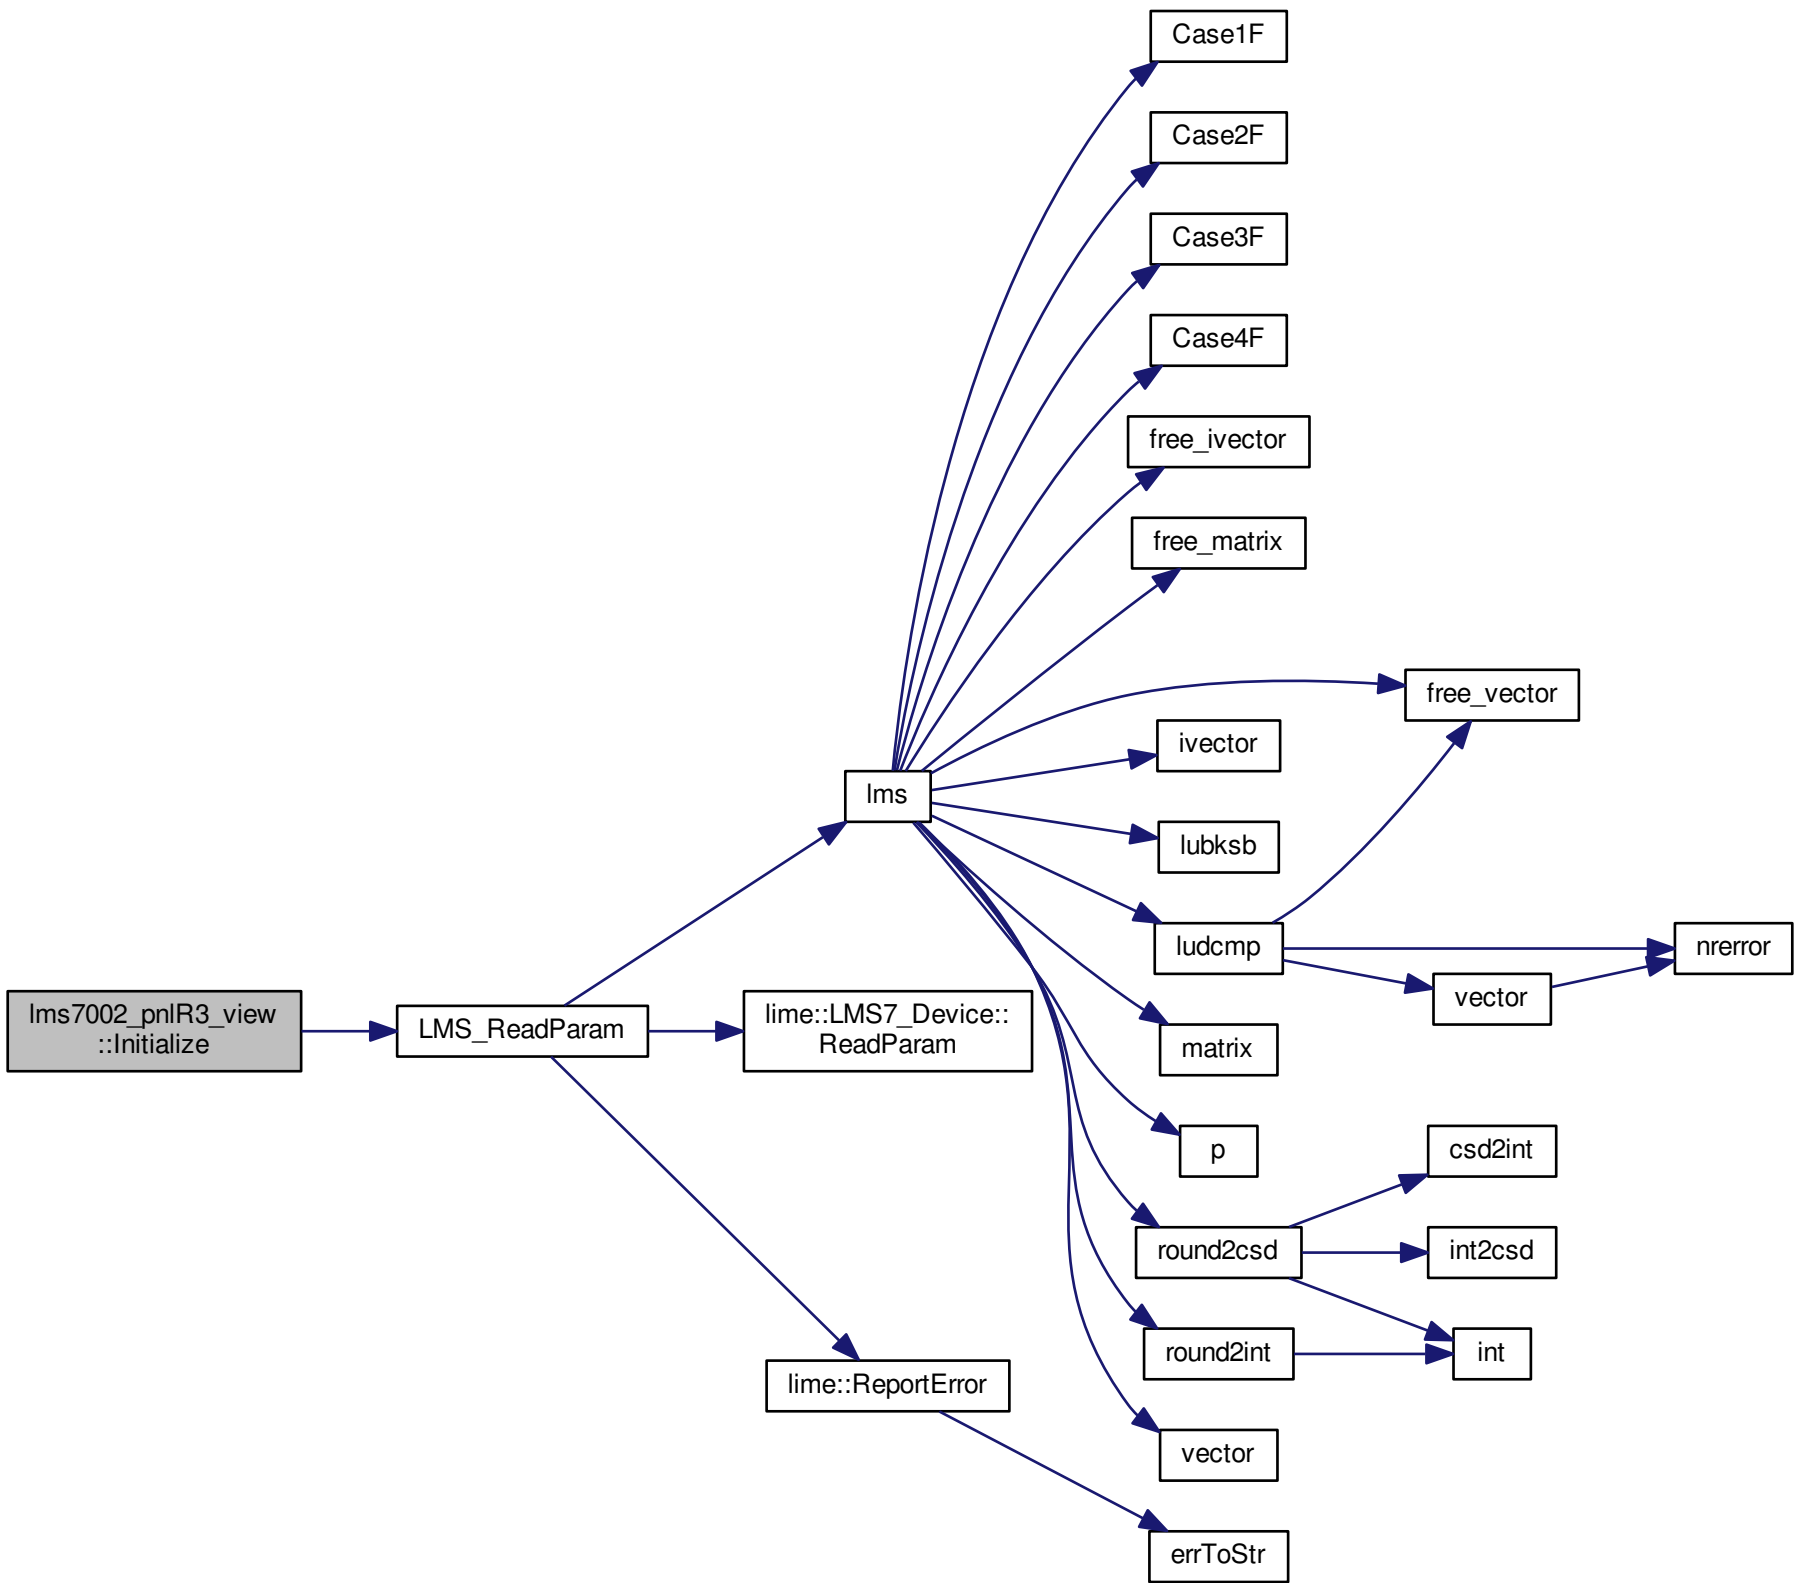 Case1F
Case2F
Case3F
Case4F
free_ivector
free_matrix
free_vector
ivector
lms
lubksb
ludcmp
nrerror
vector
lms7002_pnlR3_view
::Initialize
LMS_ReadParam
lime::LMS7_Device::
ReadParam
matrix
p
csd2int
round2csd
int2csd
round2int
int
lime::ReportError
vector
errToStr